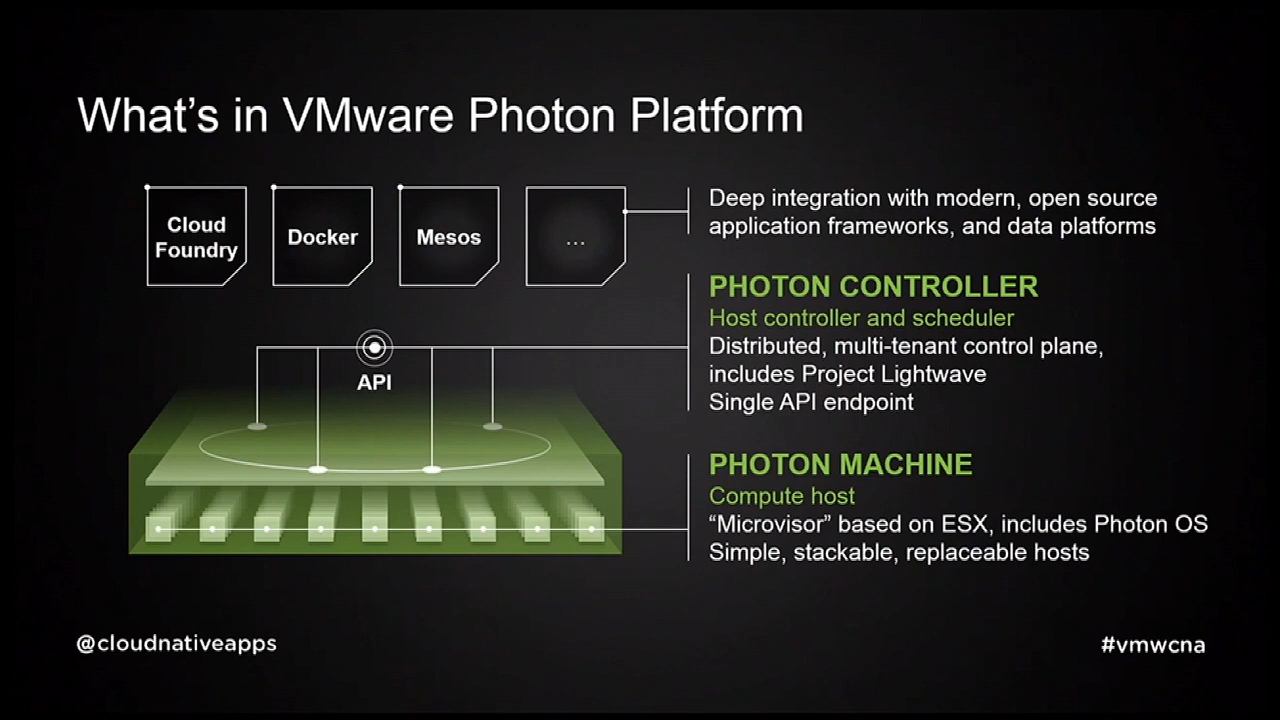 What's in VMware Photon Platform
Cloud
Foundry
Docker
Mesos
...
Deep integration with modern, open source
application frameworks, and data platforms
API
PHOTON CONTROLLER
Host controller and scheduler
Distributed, multi-tenant control plane,
includes Project Lightwave
Single API endpoint
PHOTON MACHINE
Compute host
“Microvisor” based on ESX, includes Photon OS
Simple, stackable, replaceable hosts
@cloudnativeapps
#vmwcna